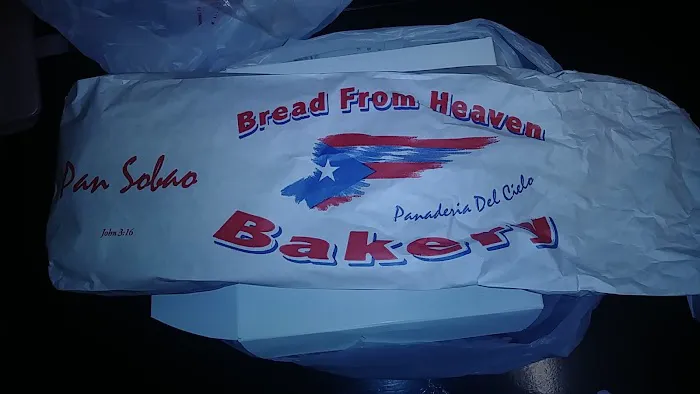 Bread From Heaven
Pan Sobao
Panaderia Del Cielo
John 3:16
Bakery